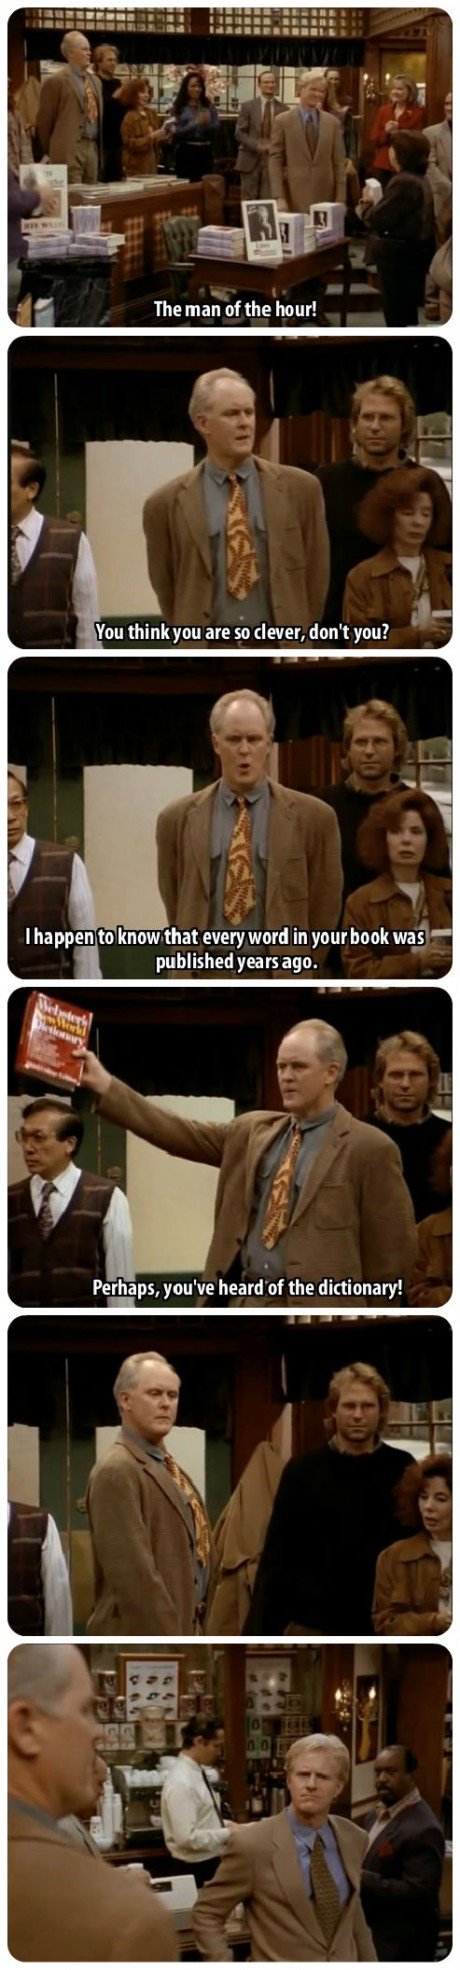 The man of the hour!
You think you are so clever, don't you?
I happen to know that every word in your book was
published years ago.
Webster's
New World
Dictionary
Perhaps, you've heard of the dictionary!